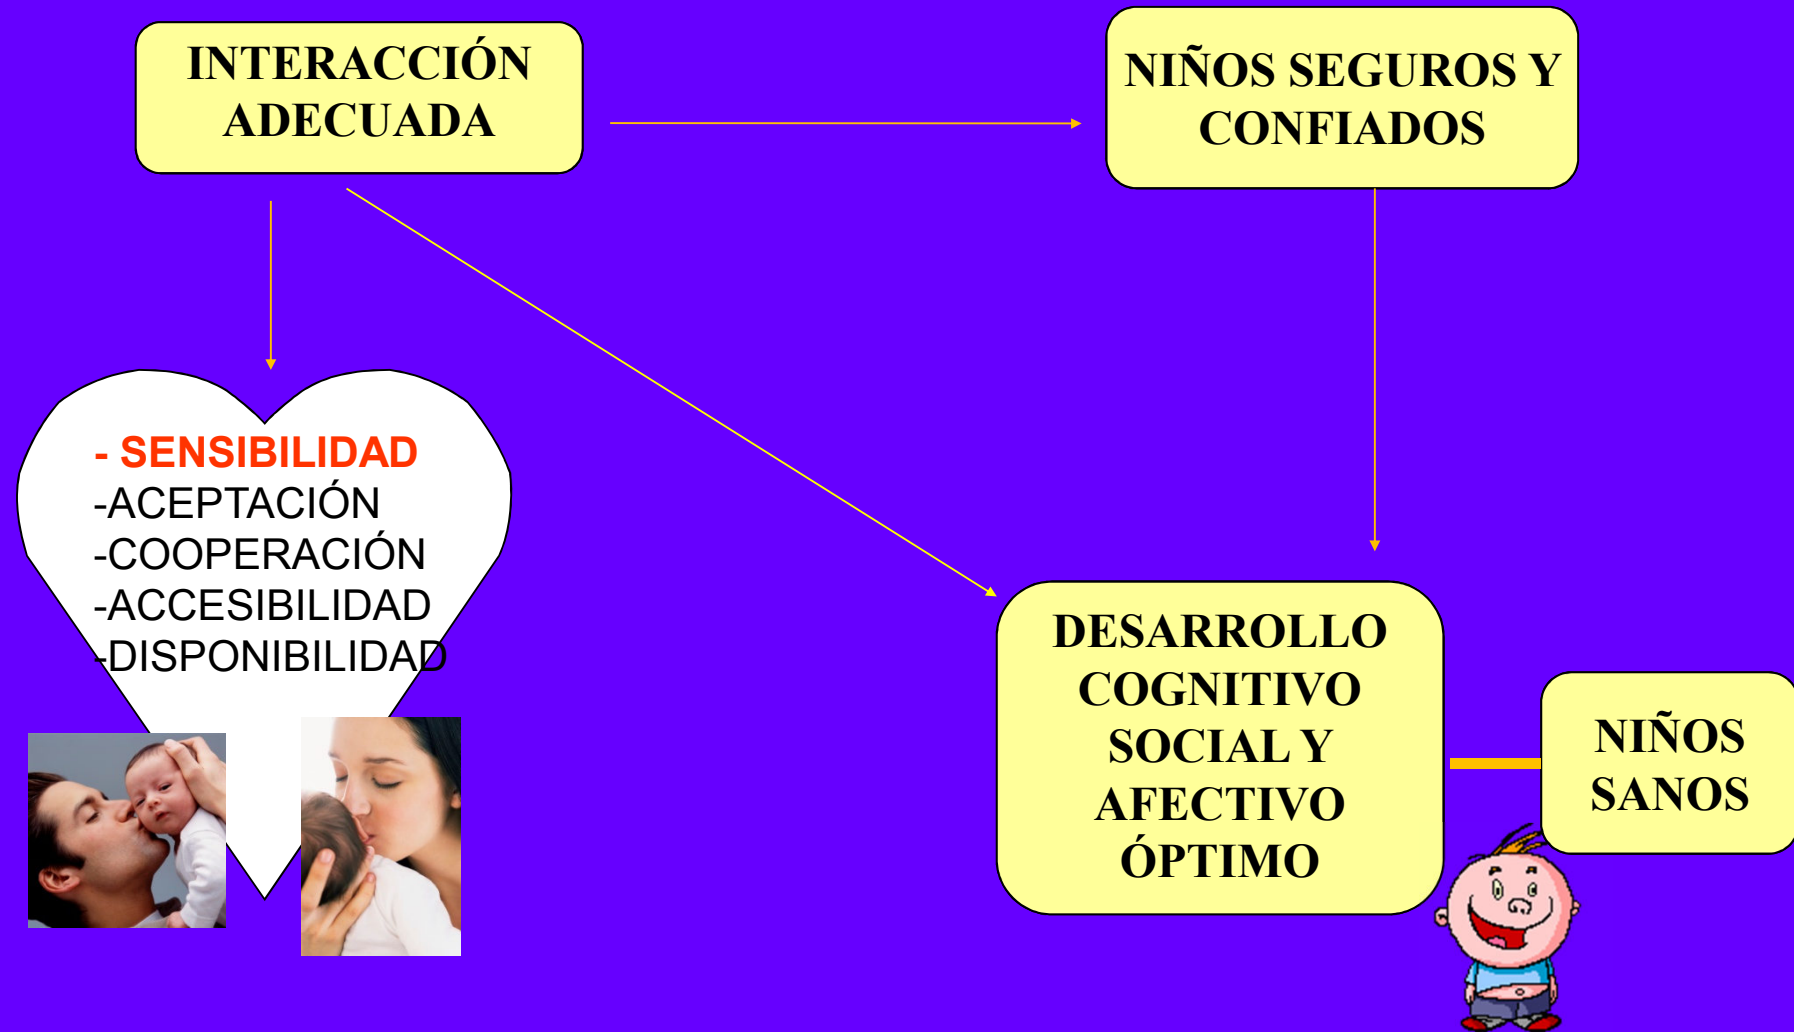 INTERACCIÓN
ADECUADA
NIÑOS SEGUROS Y
CONFIADOS
- SENSIBILIDAD
-ACEPTACIÓN
-COOPERACIÓN
-ACCESIBILIDAD
-DISPONIBILIDAD
DESARROLLO
COGNITIVO
SOCIAL Y
AFECTIVO
ÓPTIMO
NIÑOS
SANOS